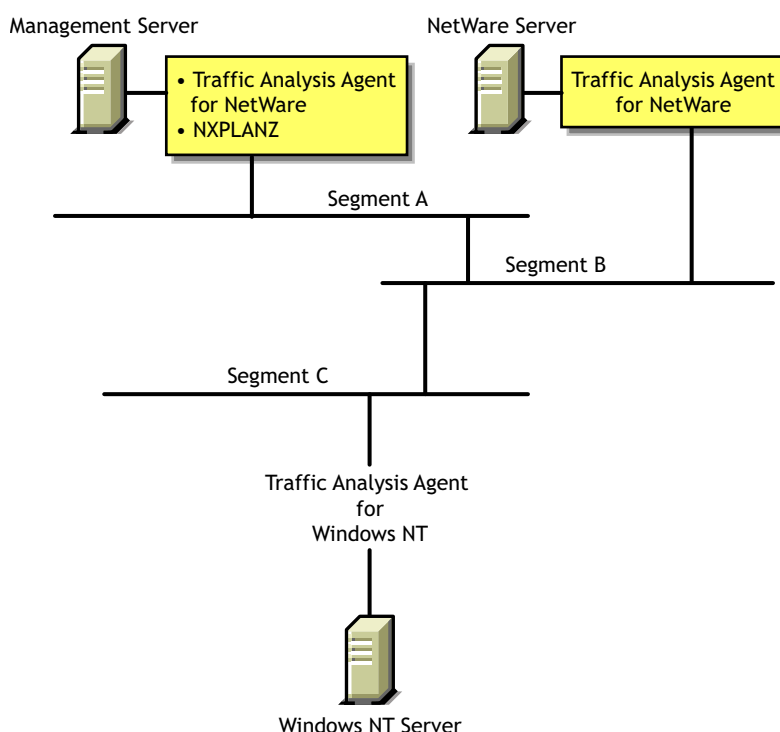 Management Server
NetWare Server
• Traffic Analysis Agent
for NetWare
• NXPLANZ
Traffic Analysis Agent
for NetWare
Segment A
Segment B
Segment C
Traffic Analysis Agent
for
Windows NT
Windows NT Server